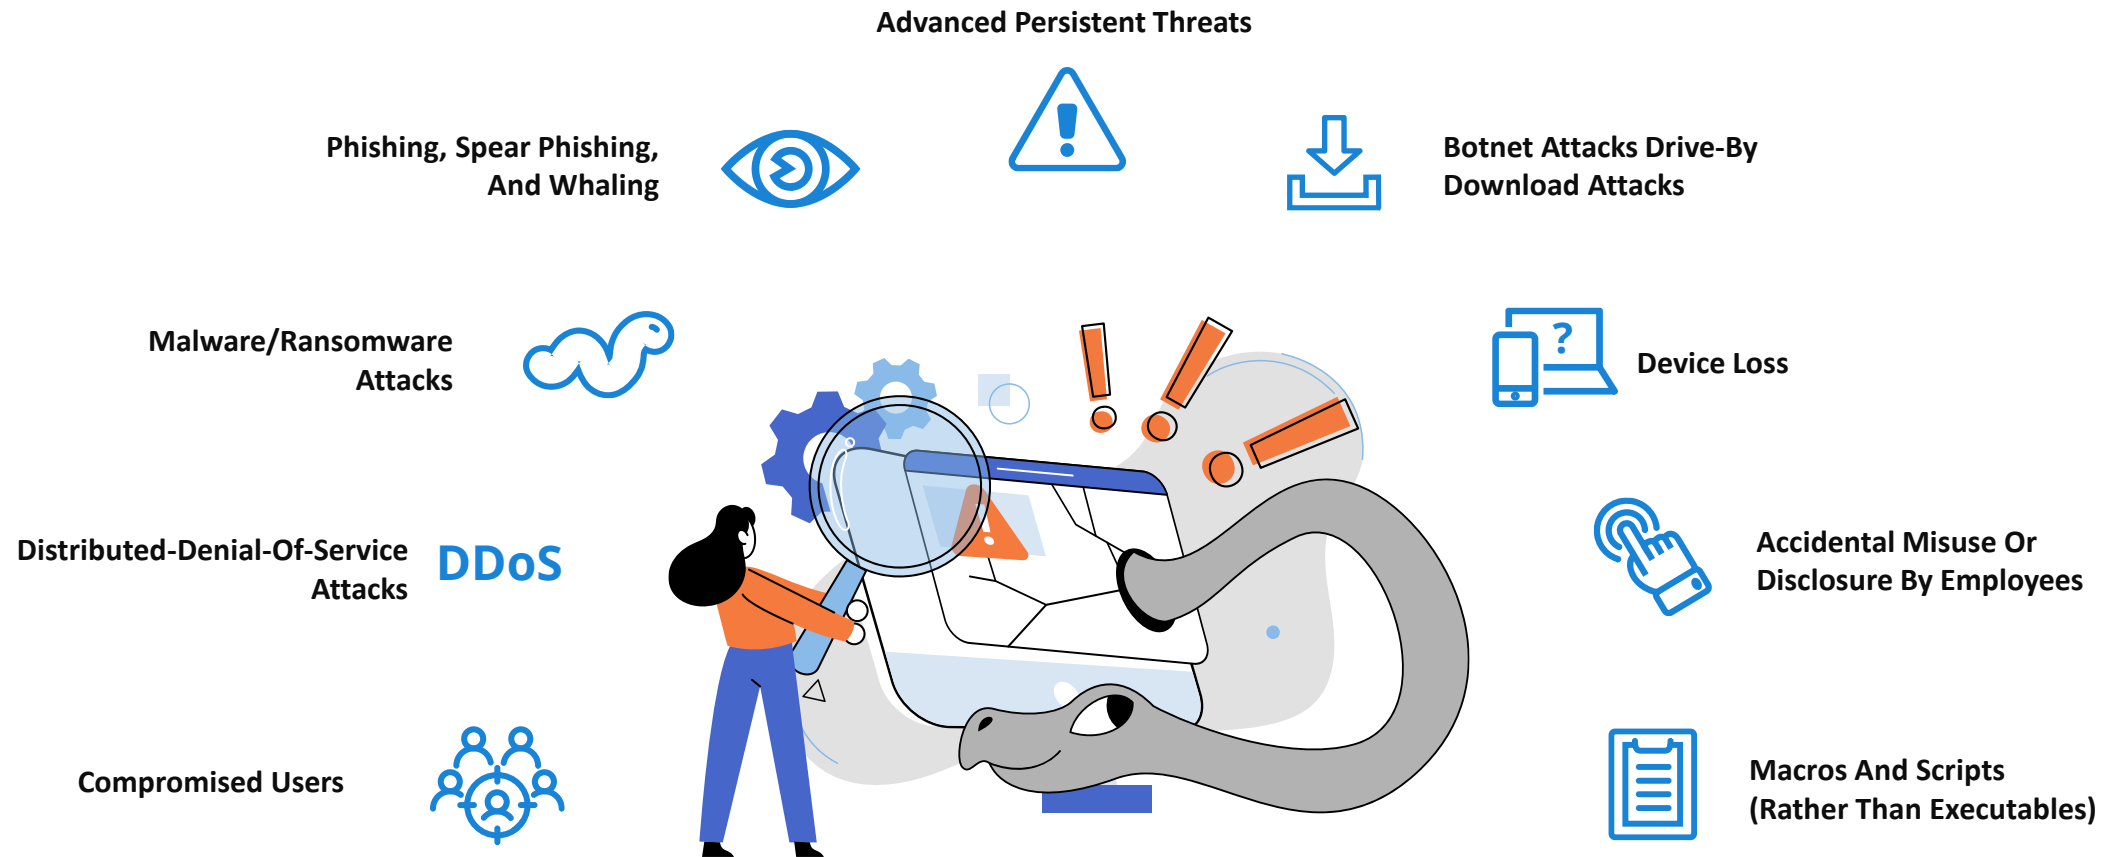 Advanced Persistent Threats
Phishing, Spear Phishing,
And Whaling
Botnet Attacks Drive-By
Download Attacks
Malware/Ransomware
Attacks
?
Device Loss
Distributed-Denial-Of-Service
Attacks
DDoS
Accidental Misuse Or
Disclosure By Employees
Compromised Users
Macros And Scripts
(Rather Than Executables)